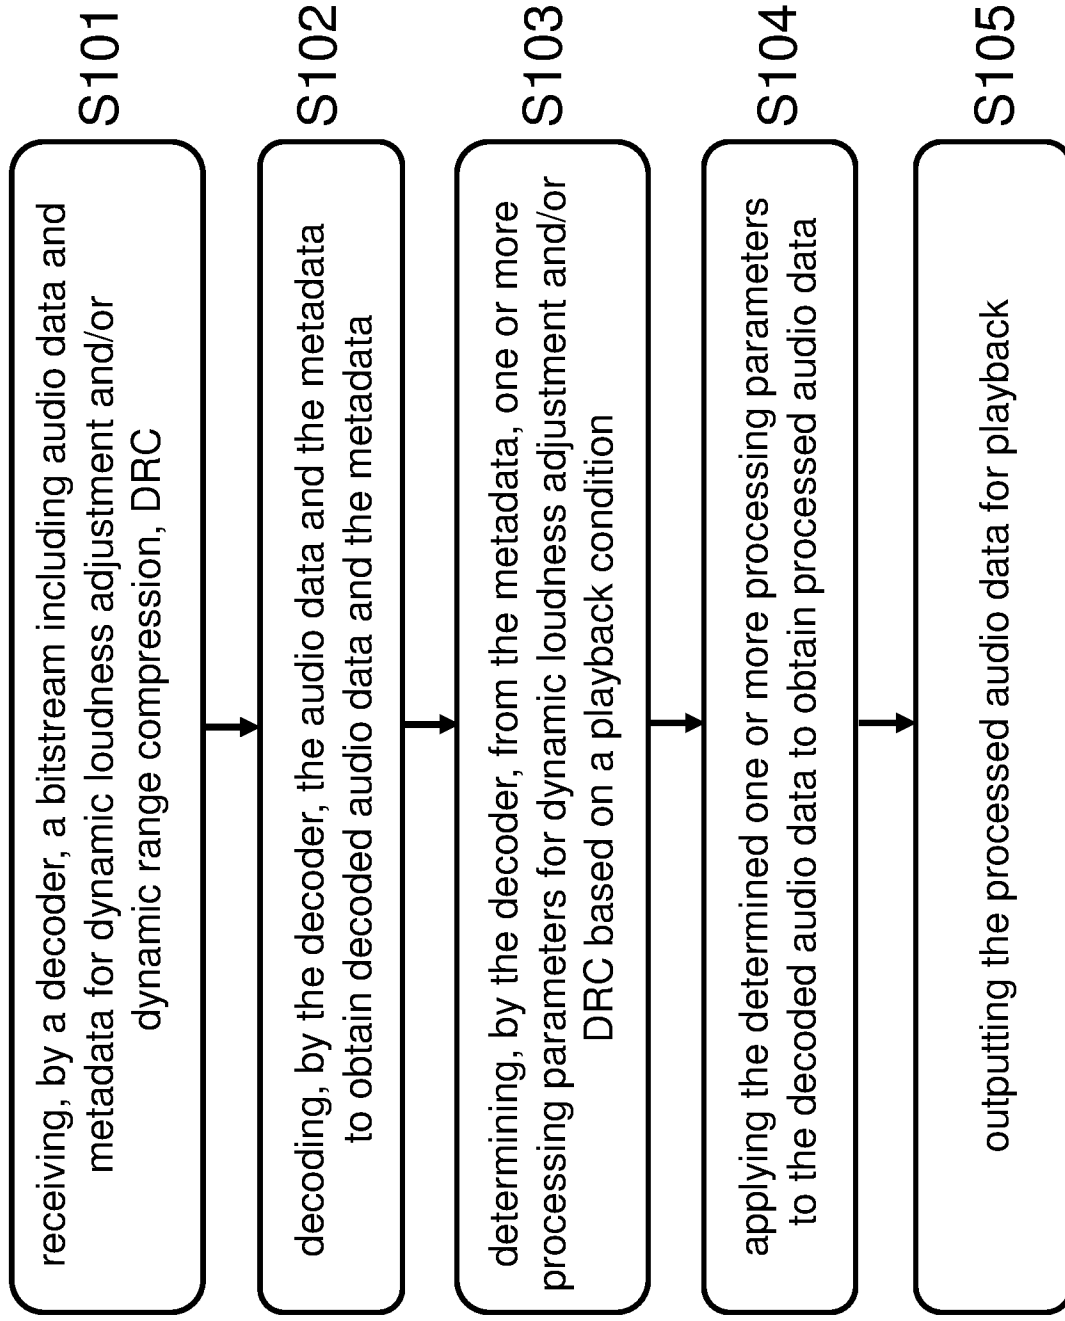 receiving, by a decoder, a bitstream including audio data and
metadata for dynamic loudness adjustment and/or
dynamic range compression, DRC
S101
decoding, by the decoder, the audio data and the metadata
to obtain decoded audio data and the metadata
S102
determining, by the decoder, from the metadata, one or more
processing parameters for dynamic loudness adjustment and/or
DRC based on a playback condition
S103
applying the determined one or more processing parameters
to the decoded audio data to obtain processed audio data
S104
outputting the processed audio data for playback
S105